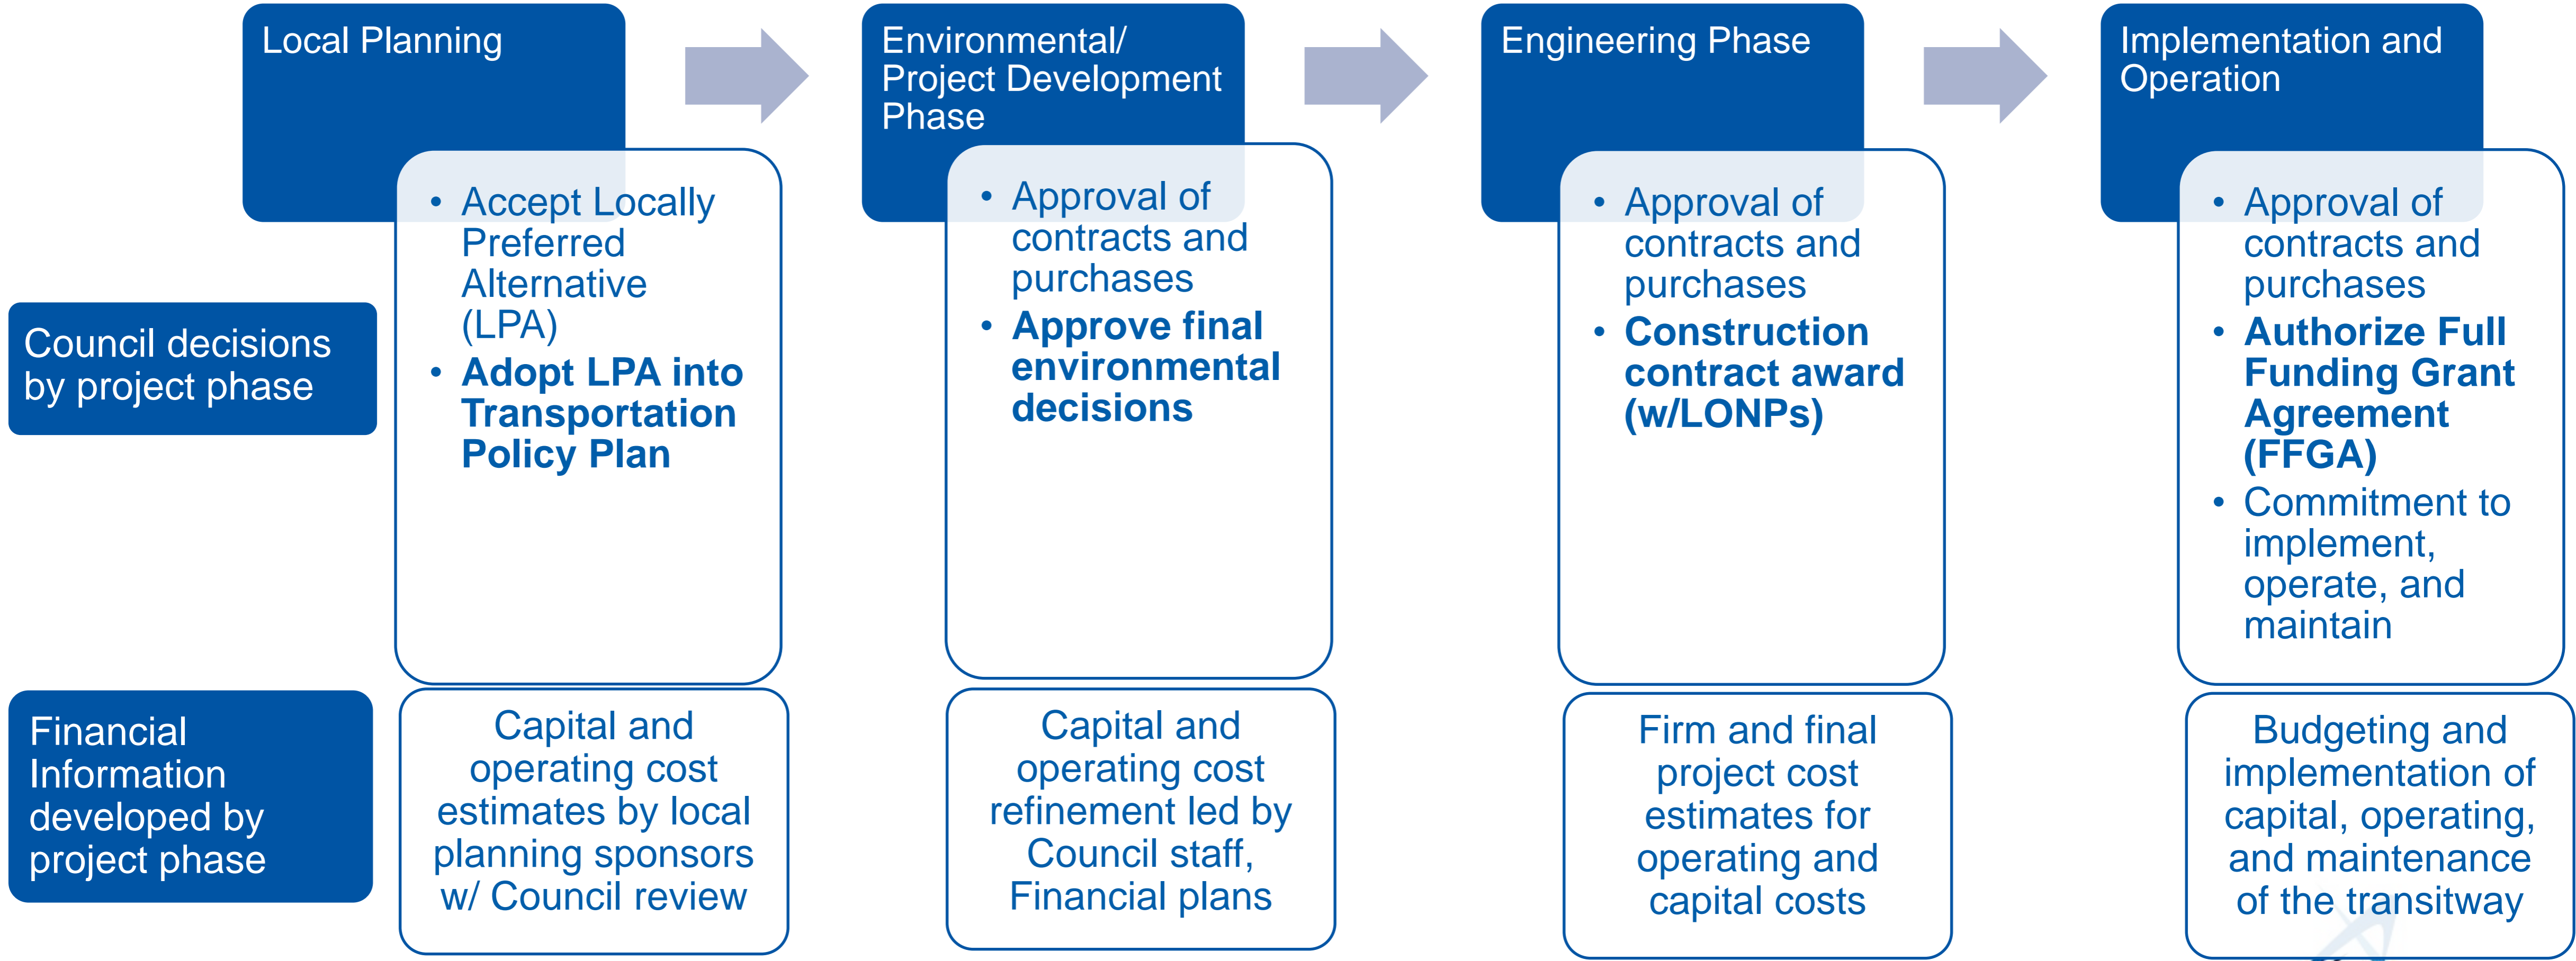 Local Planning
Environmental/
Project Development
Phase
Engineering Phase
Implementation and
Operation
Council decisions
by project phase
• Accept Locally
Preferred
Alternative
(LPA)
• Adopt LPA into
Transportation
Policy Plan
• Approval of
contracts and
purchases
• Approve final
environmental
decisions
• Approval of
contracts and
purchases
• Construction
contract award
(w/LONPs)
• Approval of
contracts and
purchases
• Authorize Full
Funding Grant
Agreement
(FFGA)
• Commitment to
implement,
operate, and
maintain
Financial
Information
developed by
project phase
Capital and
operating cost
estimates by local
planning sponsors
w/ Council review
Capital and
operating cost
refinement led by
Council staff,
Financial plans
Firm and final
project cost
estimates for
operating and
capital costs
Budgeting and
implementation of
capital, operating,
and maintenance
of the transitway